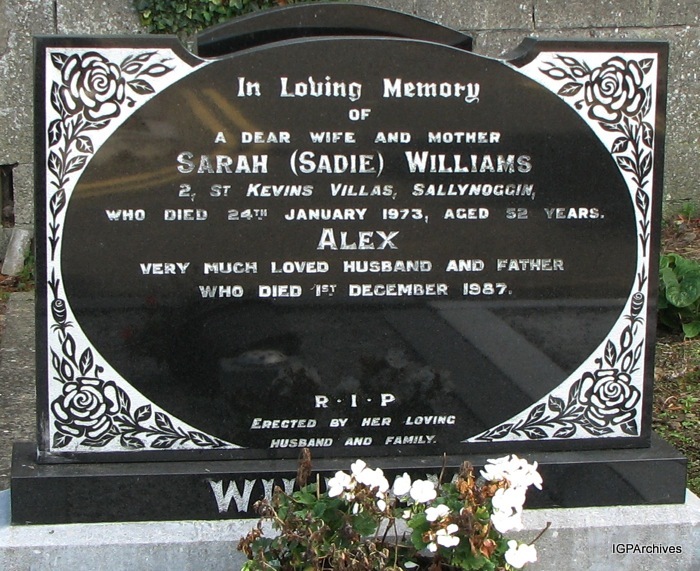 In Loving Memory
OF
A DEAR WIFE AND MOTHER
SARAH (SADIE) WILLIAMS
2, ST KEVINS VILLAS, SALLYNOGGIN,
WHO DIED 24TH JANUARY 1973, AGED 52 YEARS.
ALEX
VERY MUCH LOVED HUSBAND AND FATHER
WHO DIED 1ST DECEMBER 1987.
R·I·P
ERECTED BY HER LOVING
HUSBAND AND FAMILY.
IGPArchives